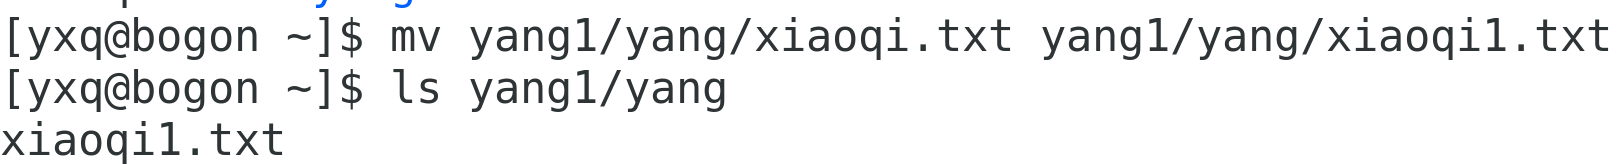 [yxq@bogon ~]$ mv yang1/yang/xiaoqi.txt yang1/yang/xiaoqi1.txt
[yxq@bogon ~]$ ls yang1/yang
xiaoqi1.txt